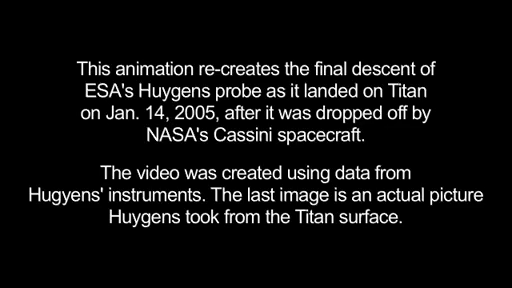 This animation re-creates the final descent of
ESA's Huygens probe as it landed on Titan
on Jan. 14, 2005, after it was dropped off by
NASA's Cassini spacecraft.
The video was created using data from
Hugyens' instruments. The last image is an actual picture
Huygens took from the Titan surface.